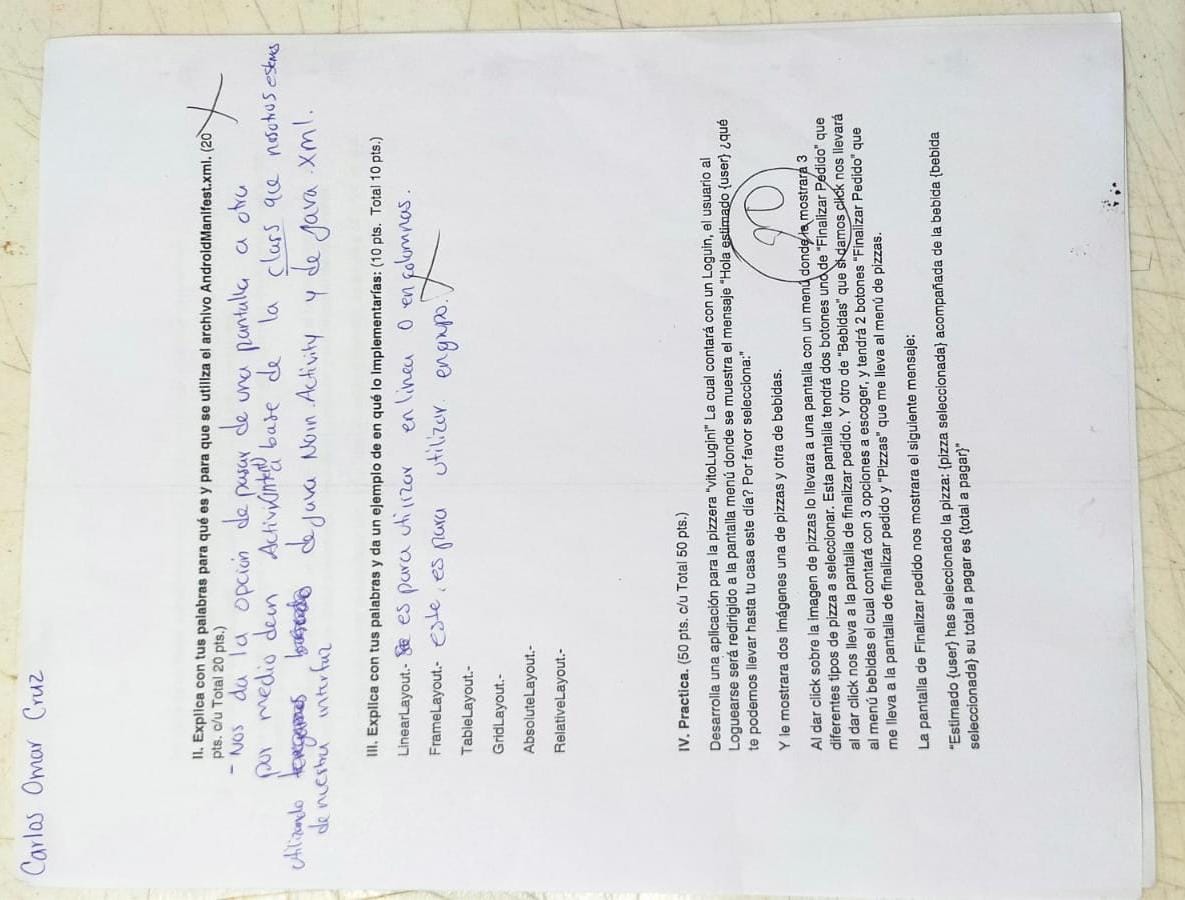 Carlos Omar Cruz
II. Explica con tus palabras para qué es y para que se utiliza el archivo AndroidManifest.xml. (20
pts. c/u Total 20 pts.)
- Nos da la opción de pasar de una pantalla a otra
por medio de un Activi(intent) a base de la class que nosotros estemos
utilizando de java Main.Activity y de java.xml.
de nuestra interfaz
III. Explica con tus palabras y da un ejemplo de en qué lo implementarías: (10 pts. Total 10 pts.)
LinearLayout.- es para utilizar en linea o en columnas.
FrameLayout.- este, es para utilizar en grupo.
TableLayout.-
GridLayout.-
AbsoluteLayout.-
RelativeLayout.-
IV. Practica. (50 pts. c/u Total 50 pts.)
Desarrolla una aplicación para la pizzera "vitoLugini" La cual contará con un Loguin, el usuario al
Loguearse será redirigido a la pantalla menú donde se muestra el mensaje "Hola estimado {user} ¿qué
te podemos llevar hasta tu casa este día? Por favor selecciona:"
Y le mostrara dos imágenes una de pizzas y otra de bebidas.
Al dar click sobre la imagen de pizzas lo llevara a una pantalla con un menú donde le mostrará 3
diferentes tipos de pizza a seleccionar. Esta pantalla tendrá dos botones uno de "Finalizar Pedido" que
al dar click nos lleva a la pantalla de finalizar pedido. Y otro de "Bebidas" que si damos click nos llevará
al menú bebidas el cual contará con 3 opciones a escoger, y tendrá 2 botones "Finalizar Pedido" que
me lleva a la pantalla de finalizar pedido y "Pizzas" que me lleva al menú de pizzas.
La pantalla de Finalizar pedido nos mostrara el siguiente mensaje:
"Estimado {user} has seleccionado la pizza: {pizza seleccionada} acompañada de la bebida {bebida
seleccionada} su total a pagar es {total a pagar}"